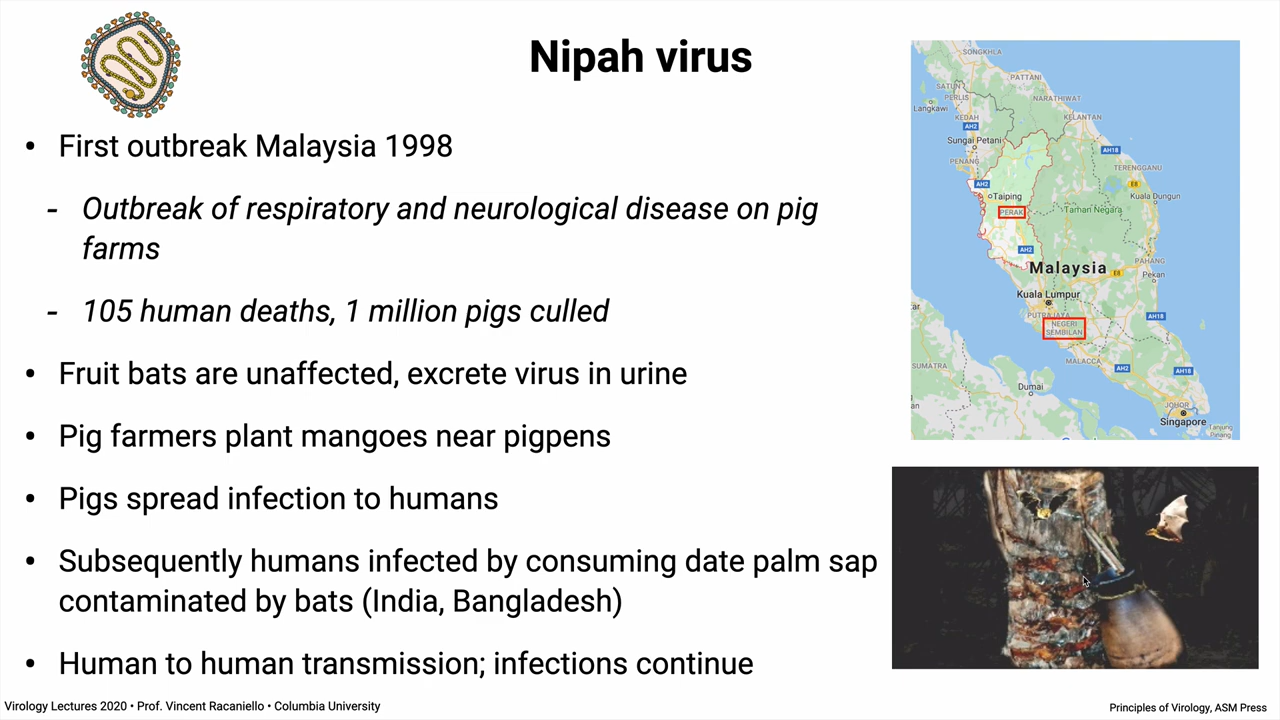 Nipah virus
• First outbreak Malaysia 1998
- Outbreak of respiratory and neurological disease on pig
farms
- 105 human deaths, 1 million pigs culled
• Fruit bats are unaffected, excrete virus in urine
• Pig farmers plant mangoes near pigpens
• Pigs spread infection to humans
• Subsequently humans infected by consuming date palm sap
contaminated by bats (India, Bangladesh)
• Human to human transmission; infections continue
SONGKHLA
PATTANI
SATUN
PERLIS
NARATHIWAT
Langkawi
KEDAH
KELANTAN
AH2
Sungai Petani
AH18
PENANG
TERENGGANU
AH2
E8
Taiping
Kuala Dungun
PERAK
Taman Negara
AH2
PAHANG
Malaysia
E8
Pekan
Kuala Lumpur
PUTRAJAYA
AH18
NEGERI
SEMBILAN
MALACCA
SUMATRA
AH2
AH18
Dumai
an
JOHOR
Singapore
Tanjung
Pinang
Virology Lectures 2020 • Prof. Vincent Racaniello • Columbia University
Principles of Virology, ASM Press